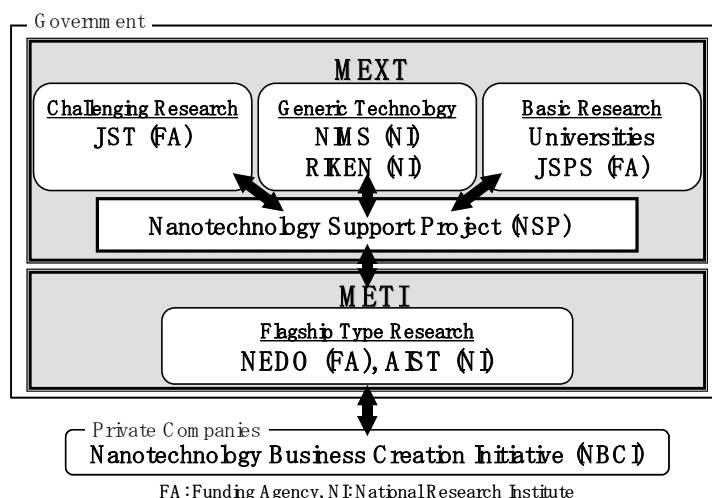 Government
MEXT
Challenging Research
JST (FA)
Generic Technology
NIMS (NI)
RIKEN (NI)
Basic Research
Universities
JSPS (FA)
Nanotechnology Support Project (NSP)
METI
Flagship Type Research
NEDO (FA), AIST (NI)
Private Companies
Nanotechnology Business Creation Initiative (NBCI)
FA: Funding Agency, NI: National Research Institute